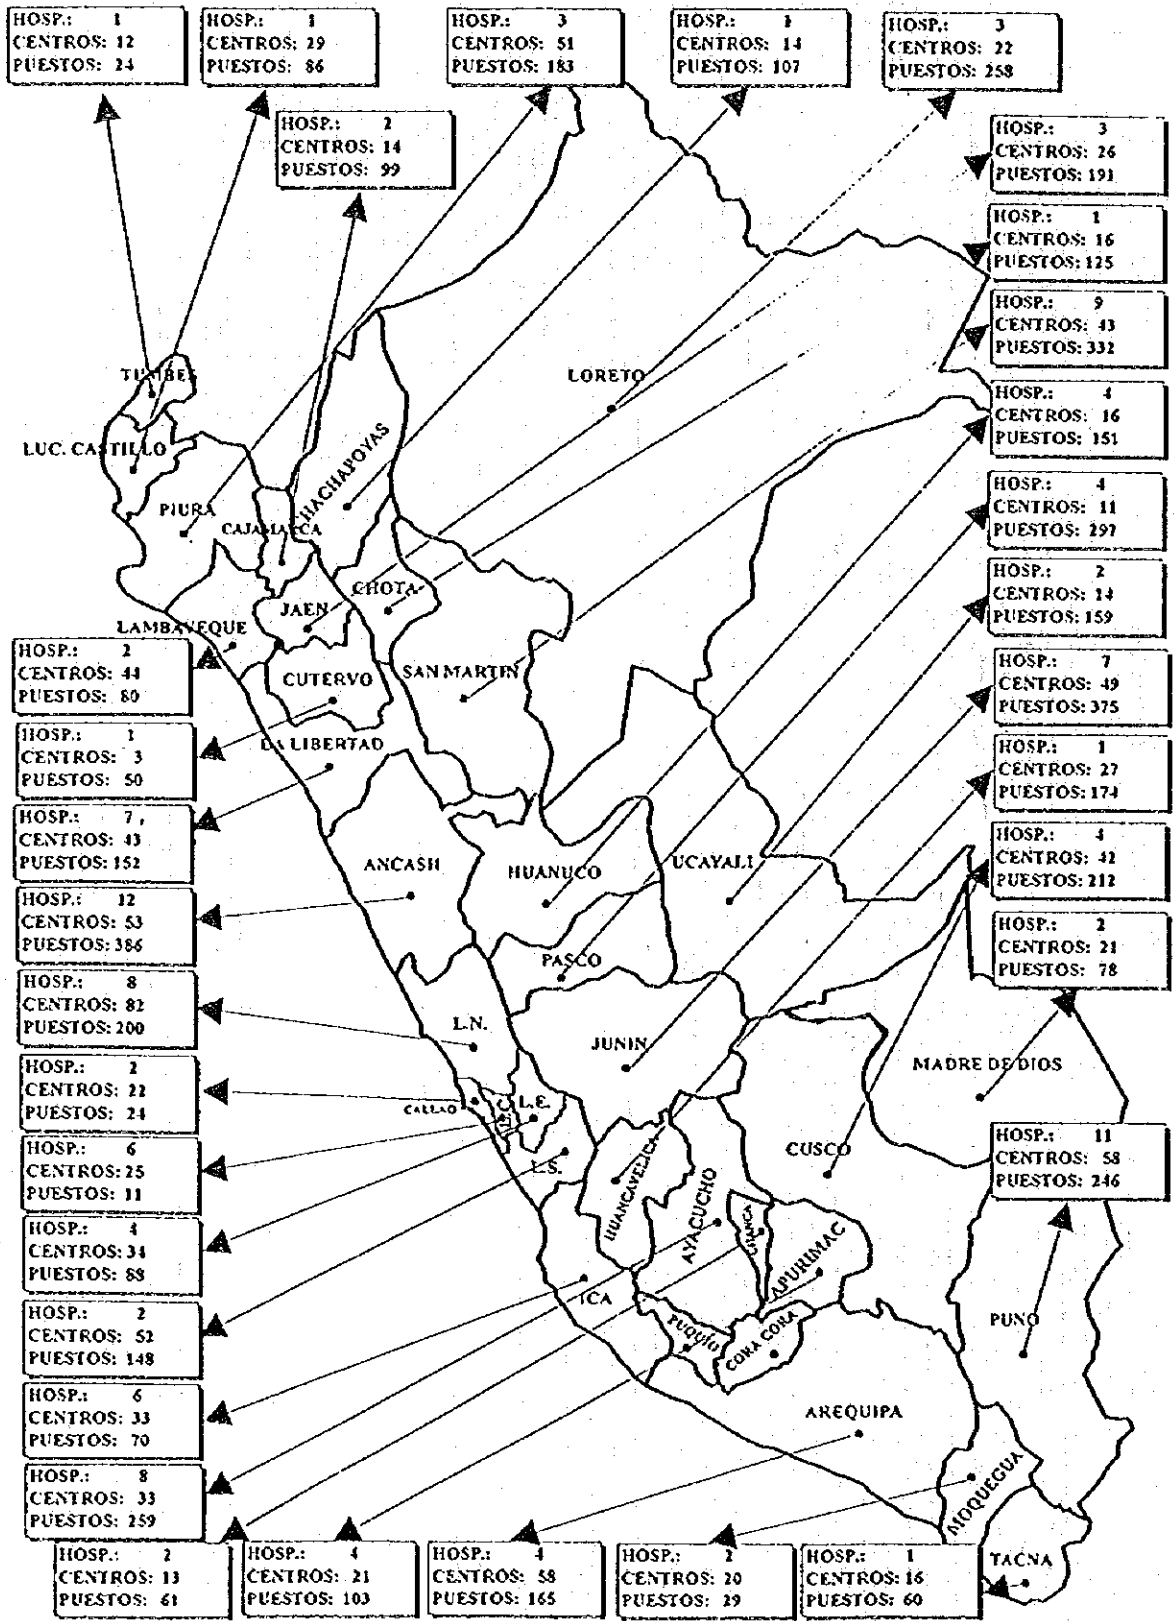 HOSP.: 1
CENTROS: 12
PUESTOS: 24
HOSP.: 1
CENTROS: 29
PUESTOS: 86
HOSP.: 3
CENTROS: 51
PUESTOS: 183
HOSP.: 1
CENTROS: 14
PUESTOS: 107
HOSP.: 3
CENTROS: 22
PUESTOS: 258
HOSP.: 2
CENTROS: 14
PUESTOS: 99
HOSP.: 3
CENTROS: 26
PUESTOS: 191
HOSP.: 1
CENTROS: 16
PUESTOS: 125
HOSP.: 9
CENTROS: 43
PUESTOS: 332
HOSP.: 4
CENTROS: 16
PUESTOS: 151
HOSP.: 4
CENTROS: 11
PUESTOS: 297
HOSP.: 2
CENTROS: 14
PUESTOS: 159
HOSP.: 7
CENTROS: 49
PUESTOS: 375
HOSP.: 1
CENTROS: 27
PUESTOS: 174
HOSP.: 4
CENTROS: 42
PUESTOS: 212
HOSP.: 2
CENTROS: 21
PUESTOS: 78
HOSP.: 11
CENTROS: 58
PUESTOS: 246
TUMBES
LUC. CASTILLO
PIURA
CAJAMARCA
CHACHAPOYAS
LORETO
CHOTA
JAEN
LAMBAYEQUE
CUTERVO
SAN MARTIN
LA LIBERTAD
ANCASH
HUANUCO
UCAYALI
PASCO
L.N.
JUNIN
MADRE DE DIOS
CALLAO
L.C.
L.E.
L.S.
HUANCAVELICA
AYACUCHO
CHANCA
CUSCO
APURIMAC
ICA
PUQUIO
CORA CORA
PUNO
AREQUIPA
MOQUEGUA
TACNA
HOSP.: 2
CENTROS: 44
PUESTOS: 80
HOSP.: 1
CENTROS: 3
PUESTOS: 50
HOSP.: 7
CENTROS: 43
PUESTOS: 152
HOSP.: 12
CENTROS: 53
PUESTOS: 386
HOSP.: 8
CENTROS: 82
PUESTOS: 200
HOSP.: 2
CENTROS: 22
PUESTOS: 24
HOSP.: 6
CENTROS: 25
PUESTOS: 11
HOSP.: 4
CENTROS: 34
PUESTOS: 88
HOSP.: 2
CENTROS: 52
PUESTOS: 148
HOSP.: 6
CENTROS: 33
PUESTOS: 70
HOSP.: 8
CENTROS: 33
PUESTOS: 259
HOSP.: 2
CENTROS: 13
PUESTOS: 61
HOSP.: 4
CENTROS: 21
PUESTOS: 103
HOSP.: 4
CENTROS: 58
PUESTOS: 165
HOSP.: 2
CENTROS: 20
PUESTOS: 29
HOSP.: 1
CENTROS: 16
PUESTOS: 60